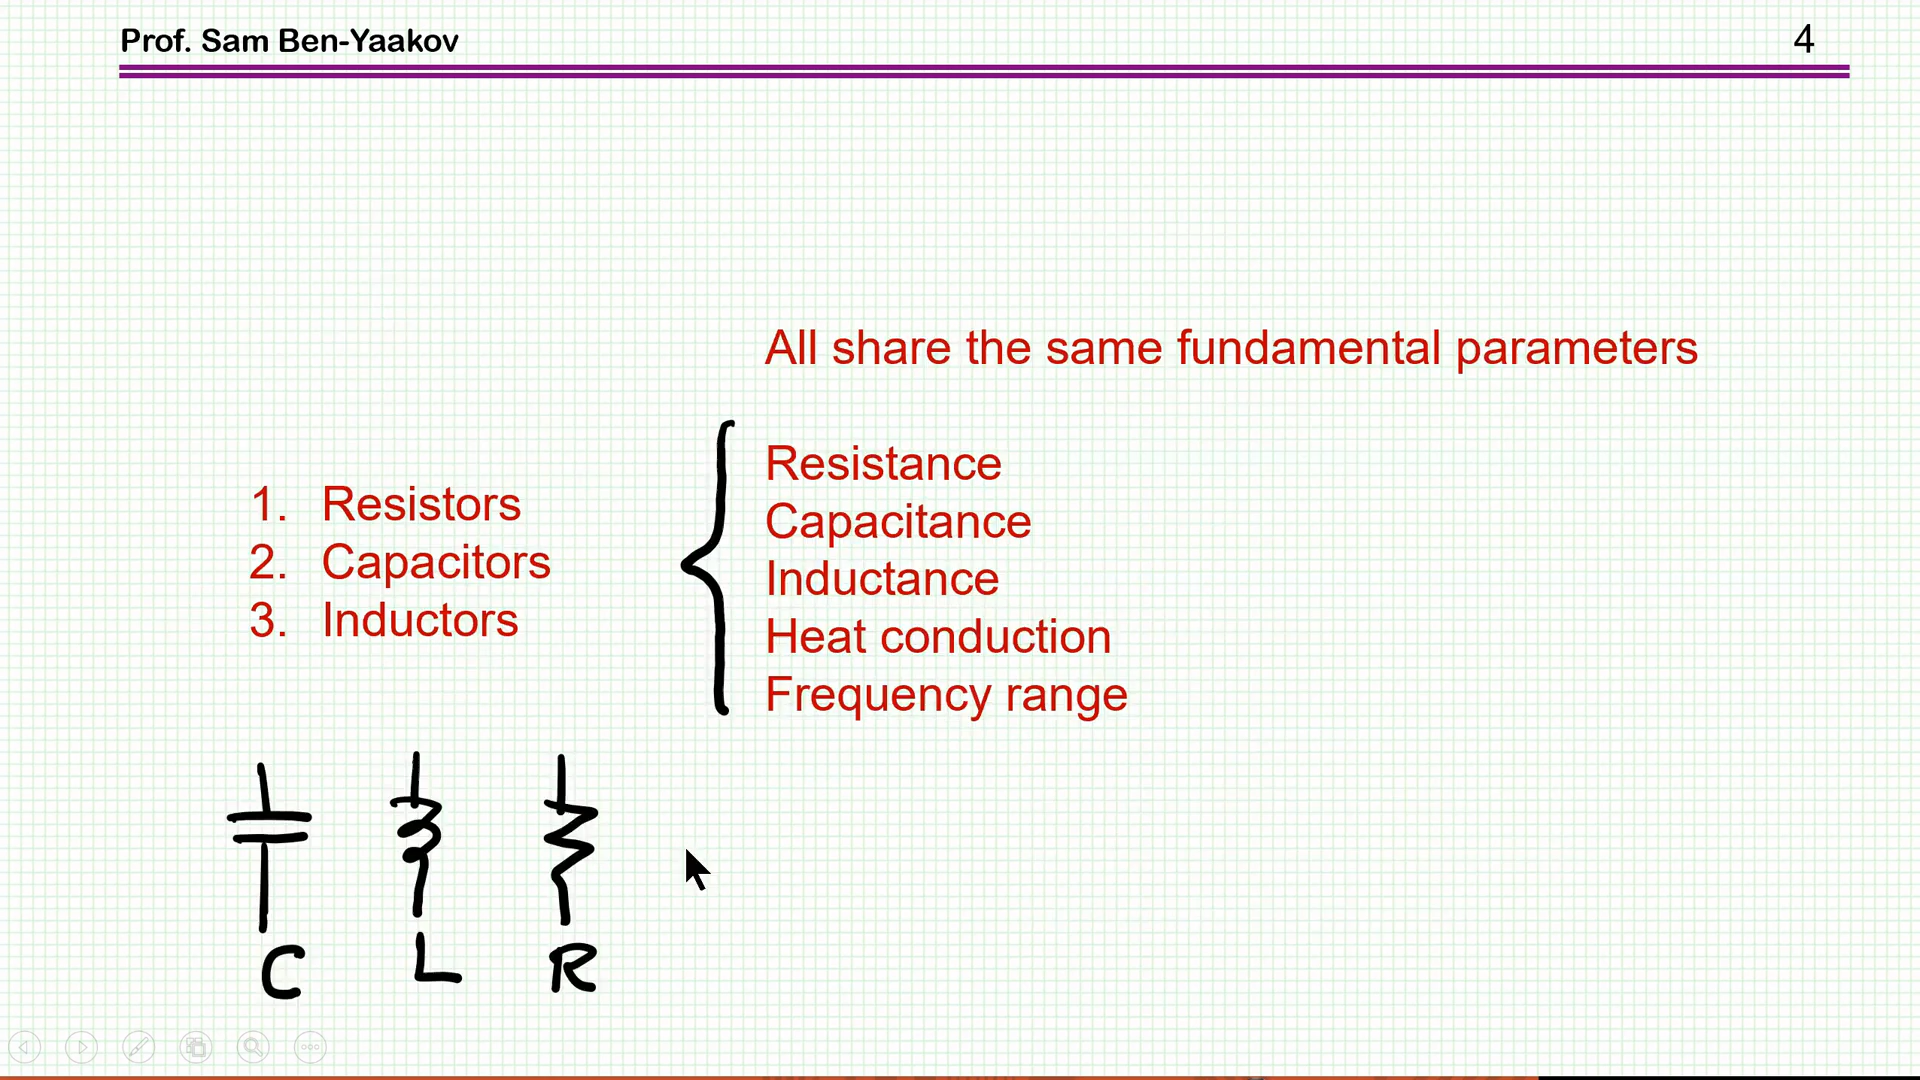 Prof. Sam Ben-Yaakov
4
All share the same fundamental parameters
1. Resistors
2. Capacitors
3. Inductors
Resistance
Capacitance
Inductance
Heat conduction
Frequency range
C L R